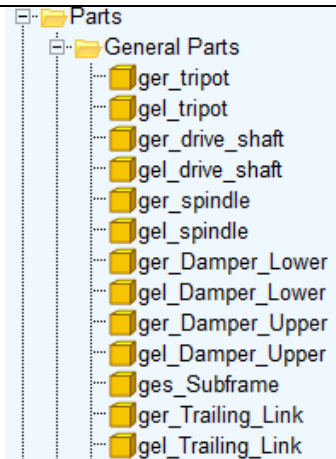 Parts
General Parts
ger_tripot
gel_tripot
ger_drive_shaft
gel_drive_shaft
ger_spindle
gel_spindle
ger_Damper_Lower
gel_Damper_Lower
ger_Damper_Upper
gel_Damper_Upper
ges_Subframe
ger_Trailing_Link
gel_Trailing_Link